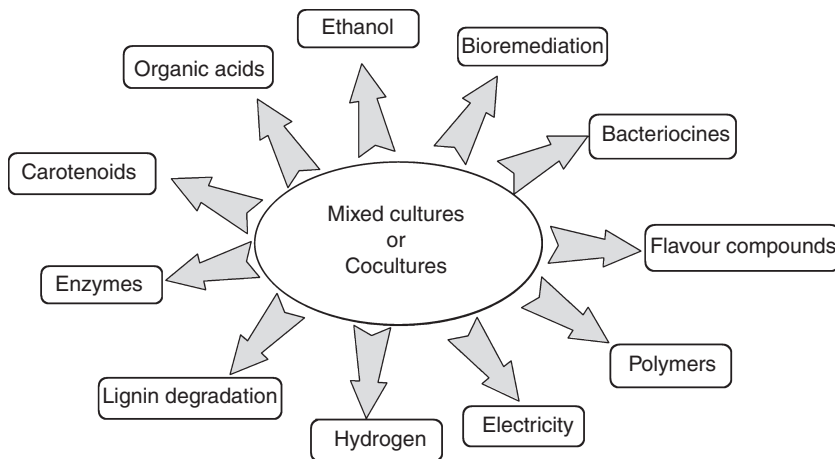 Ethanol
Bioremediation
Organic acids
Bacteriocines
Carotenoids
Mixed cultures
or
Cocultures
Flavour compounds
Enzymes
Polymers
Lignin degradation
Electricity
Hydrogen